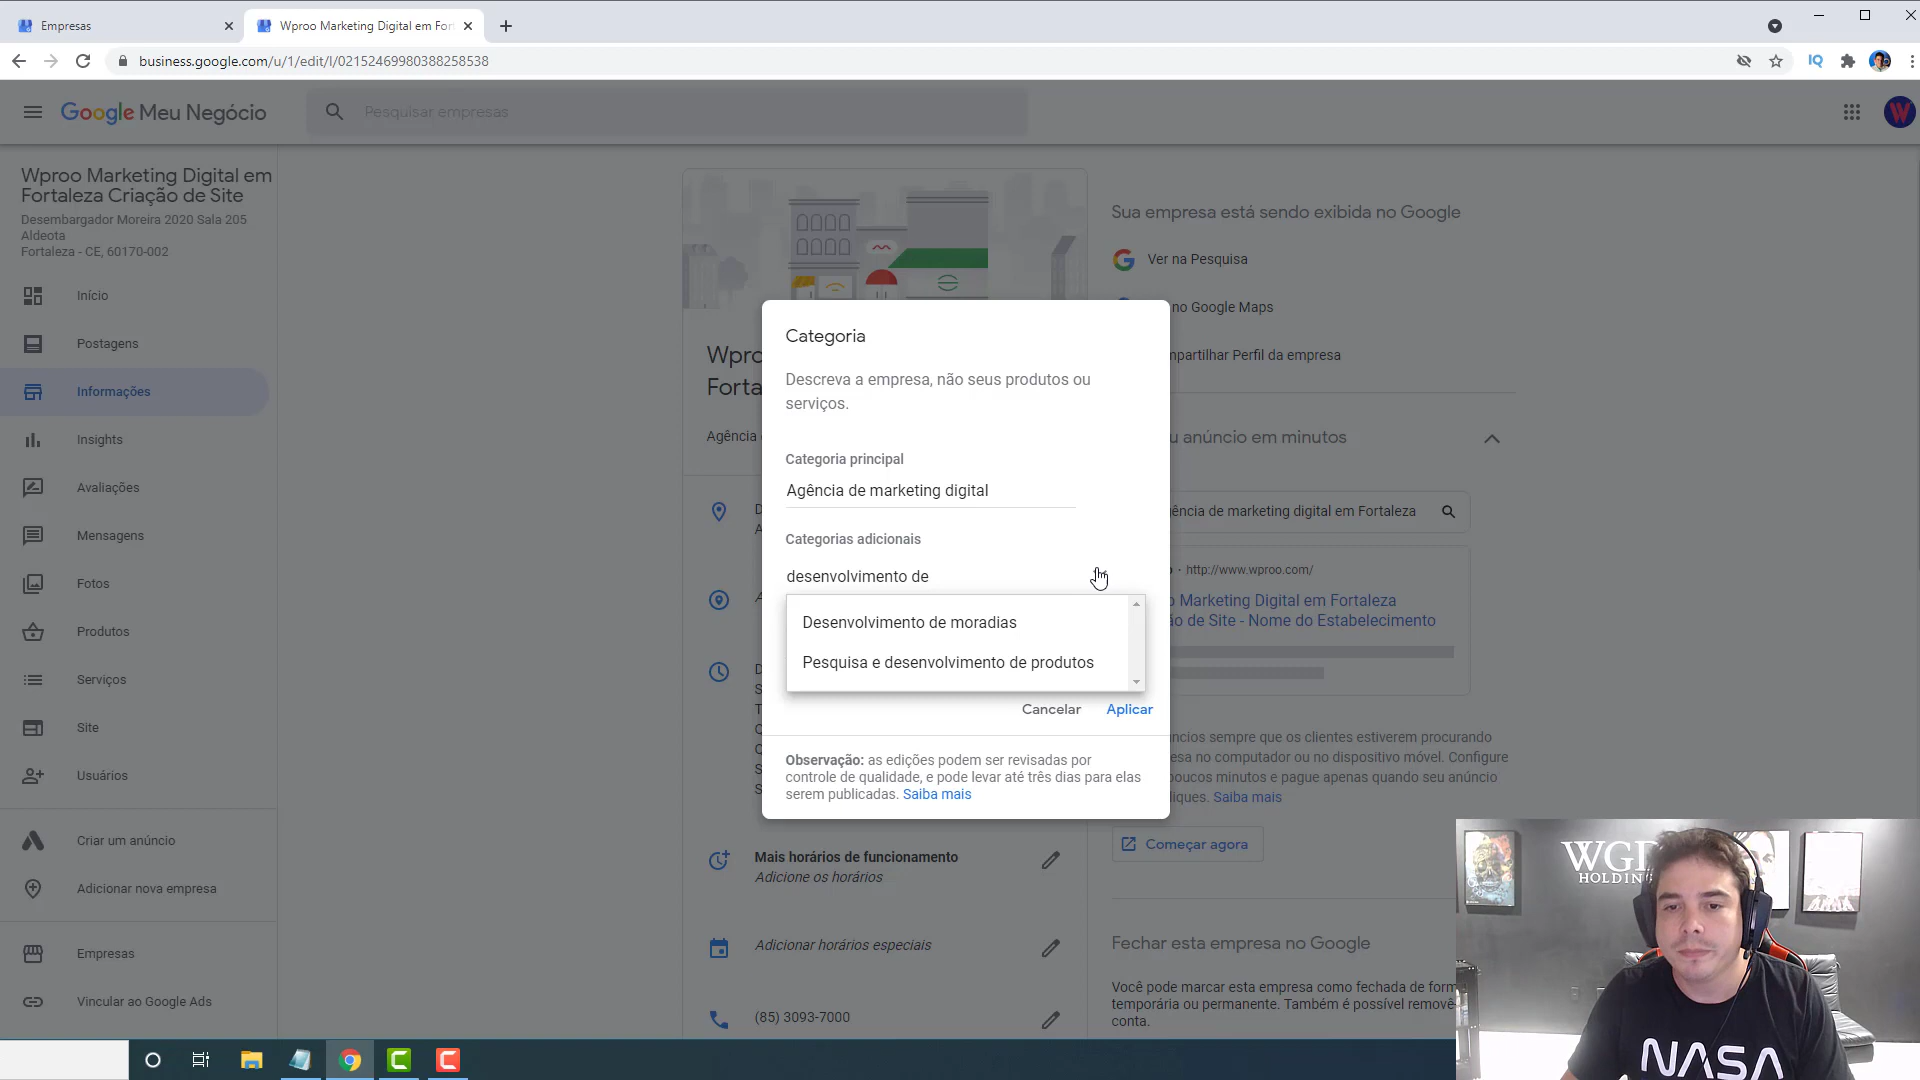 Empresas
Wproo Marketing Digital em For
business.google.com/u/1/edit/l/02152469980388258538
IQ
Google Meu Negócio
Pesquisar empresas
W
Wproo Marketing Digital em
Fortaleza Criação de Site
Desembargador Moreira 2020 Sala 205
Aldeota
Fortaleza - CE, 60170-002
Início
Postagens
Informações
Insights
Avaliações
Mensagens
Fotos
Produtos
Serviços
Site
Usuários
Criar um anúncio
Adicionar nova empresa
Empresas
Vincular ao Google Ads
Wpro
Forta
Agência
Categoria
Descreva a empresa, não seus produtos ou
serviços.
Categoria principal
Agência de marketing digital
Categorias adicionais
desenvolvimento de
Desenvolvimento de moradias
Pesquisa e desenvolvimento de produtos
Cancelar
Aplicar
Observação: as edições podem ser revisadas por
controle de qualidade, e pode levar até três dias para elas
serem publicadas. Saiba mais
Mais horários de funcionamento
Adicione os horários
Adicionar horários especiais
(85) 3093-7000
Sua empresa está sendo exibida no Google
Ver na Pesquisa
no Google Maps
mpartilhar Perfil da empresa
u anúncio em minutos
ência de marketing digital em Fortaleza
· http://www.wproo.com/
o Marketing Digital em Fortaleza
ão de Site - Nome do Estabelecimento
ncios sempre que os clientes estiverem procurando
esa no computador ou no dispositivo móvel. Configure
poucos minutos e pague apenas quando seu anúncio
liques. Saiba mais
Começar agora
Fechar esta empresa no Google
Você pode marcar esta empresa como fechada de form
temporária ou permanente. Também é possível removê-
conta.
WGD
HOLDING
NASA